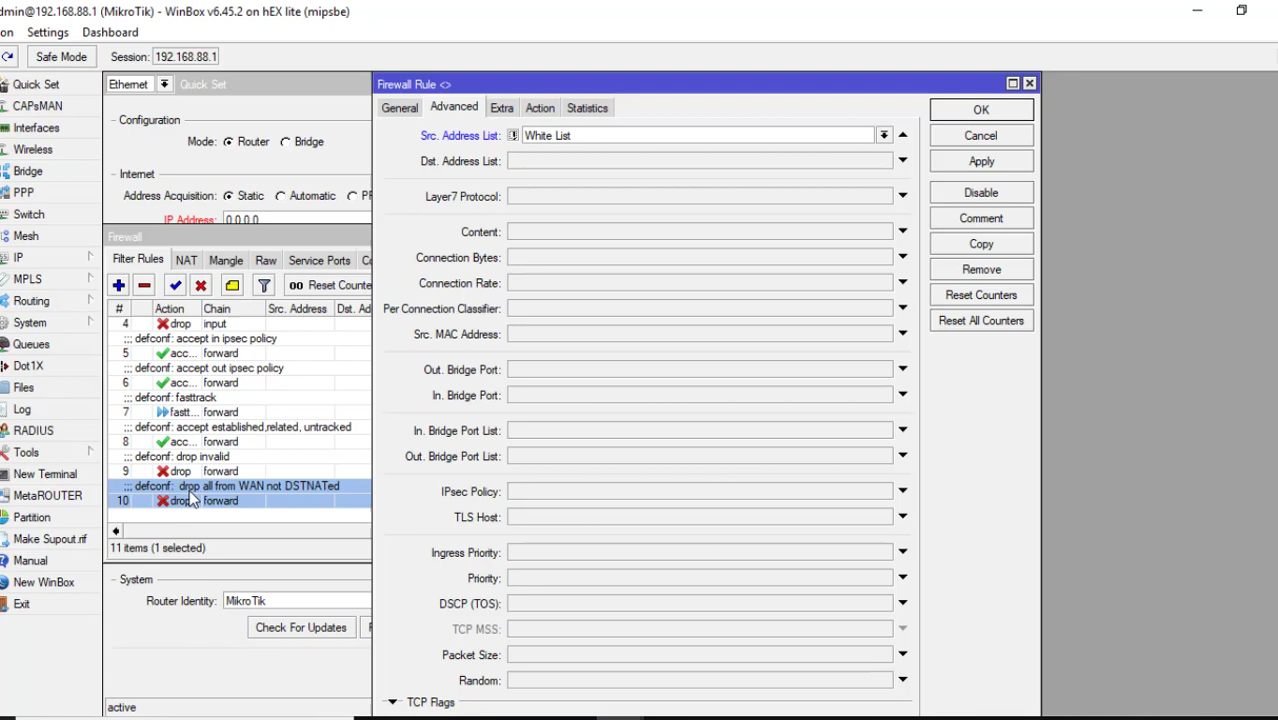 dmin@192.168.88.1 (MikroTik) - WinBox v6.45.2 on hEX lite (mipsbe)
on Settings Dashboard
Safe Mode Session: 192.168.88.1
Quick Set
CAPsMAN
Interfaces
Wireless
Bridge
PPP
Switch
Mesh
IP
MPLS
Routing
System
Queues
Dot1X
Files
Log
RADIUS
Tools
New Terminal
MetaROUTER
Partition
Make Supout.rif
Manual
New WinBox
Exit
Ethernet Quick Set
Configuration
Mode: Router Bridge
Internet
Address Acquisition: Static Automatic PF
IP Address: 0.0.0.0
Firewall
Filter Rules NAT Mangle Raw Service Ports Co
00 Reset Counte
# Action Chain Src. Address Dst. Ad
4 drop input
;;; defconf: accept in ipsec policy
5 acc... forward
;;; defconf: accept out ipsec policy
6 acc... forward
;;; defconf: fasttrack
7 fastt... forward
;;; defconf: accept established,related, untracked
8 acc... forward
;;; defconf: drop invalid
9 drop forward
;;; defconf: drop all from WAN not DSTNATed
10 drop forward
11 items (1 selected)
System
Router Identity: MikroTik
Check For Updates
active
Firewall Rule <>
General Advanced Extra Action Statistics
Src. Address List: ! White List
Dst. Address List:
Layer7 Protocol:
Content:
Connection Bytes:
Connection Rate:
Per Connection Classifier:
Src. MAC Address:
Out. Bridge Port:
In. Bridge Port:
In. Bridge Port List:
Out. Bridge Port List:
IPsec Policy:
TLS Host:
Ingress Priority:
Priority:
DSCP (TOS):
TCP MSS:
Packet Size:
Random:
TCP Flags
OK
Cancel
Apply
Disable
Comment
Copy
Remove
Reset Counters
Reset All Counters